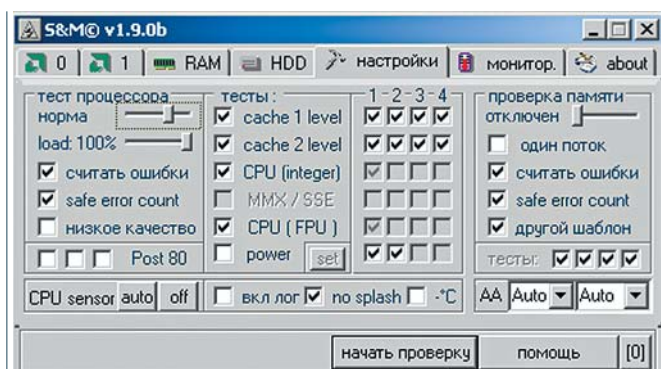 S&M© v1.9.0b
0 1 RAM HDD настройки монитор. about
тест процессора
норма
load: 100%
считать ошибки
safe error count
низкое качество
Post 80
тесты :
cache 1 level
cache 2 level
CPU (integer)
MMX / SSE
CPU ( FPU )
power set
1 - 2 - 3 - 4
проверка памяти
отключен
один поток
считать ошибки
safe error count
другой шаблон
тесты:
CPU sensor auto off вкл лог no splash -°C AA Auto Auto
начать проверку помощь [0]